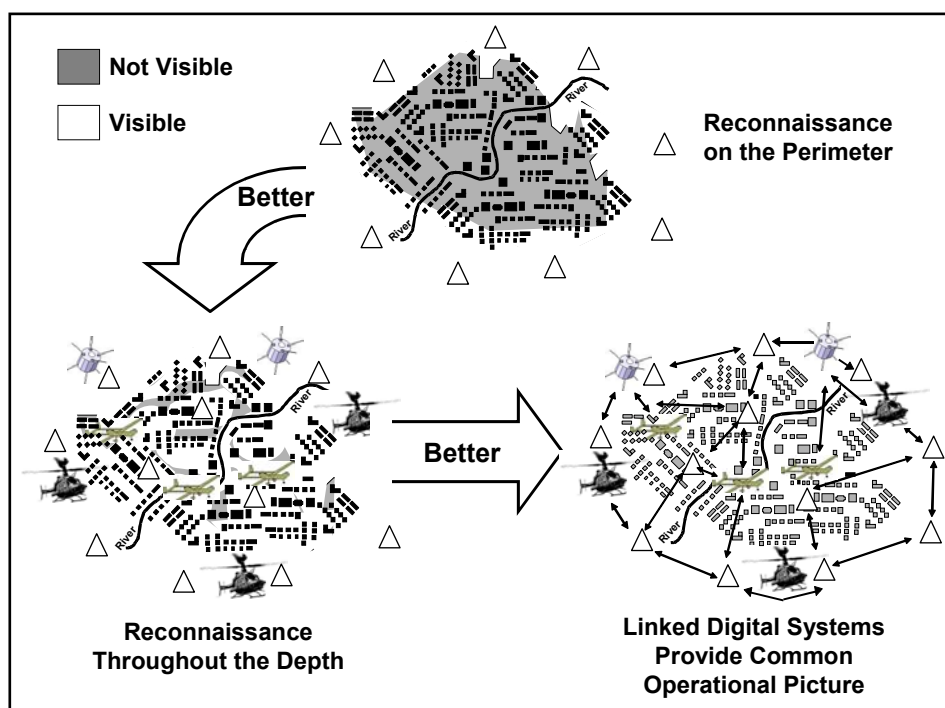 Not Visible
Visible
River
River
Reconnaissance
on the Perimeter
Better
River
River
Better
River
River
Reconnaissance
Throughout the Depth
Linked Digital Systems
Provide Common
Operational Picture